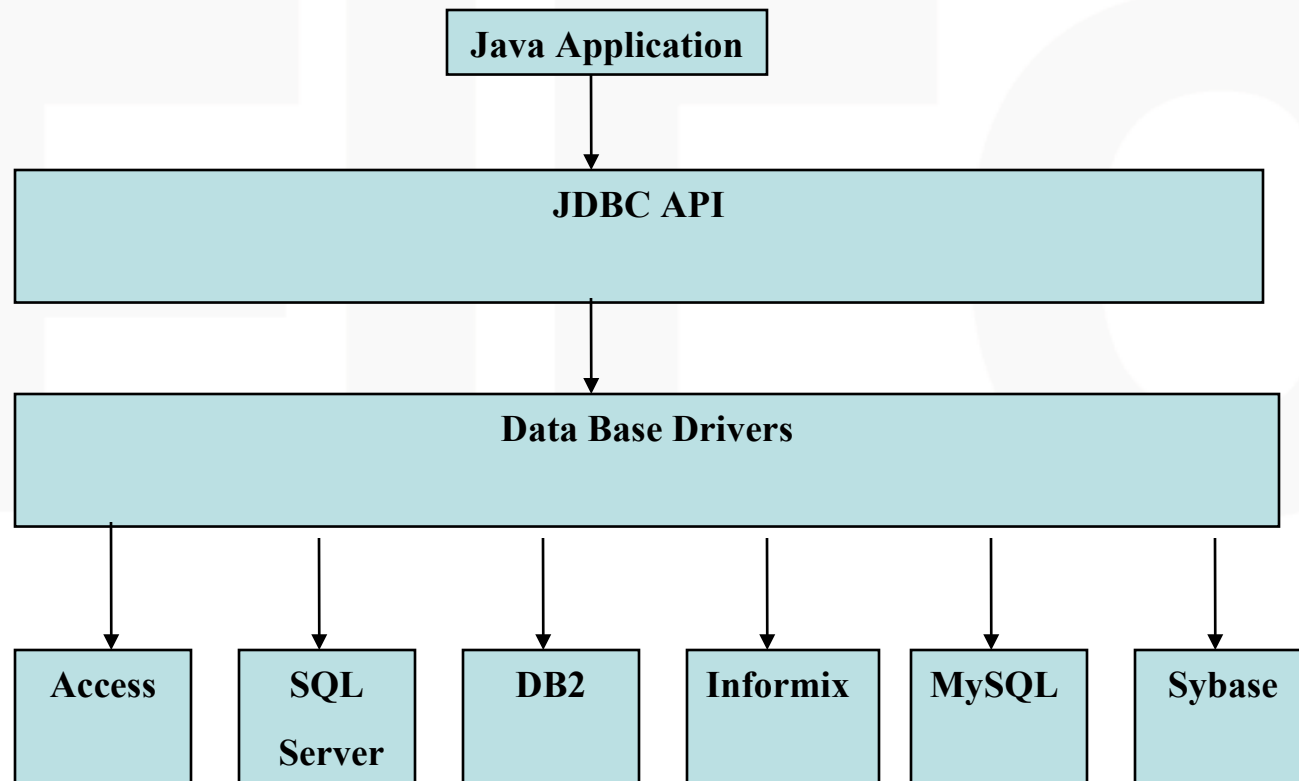 Java Application
JDBC API
Data Base Drivers
Access
SQL
Server
DB2
Informix
MySQL
Sybase